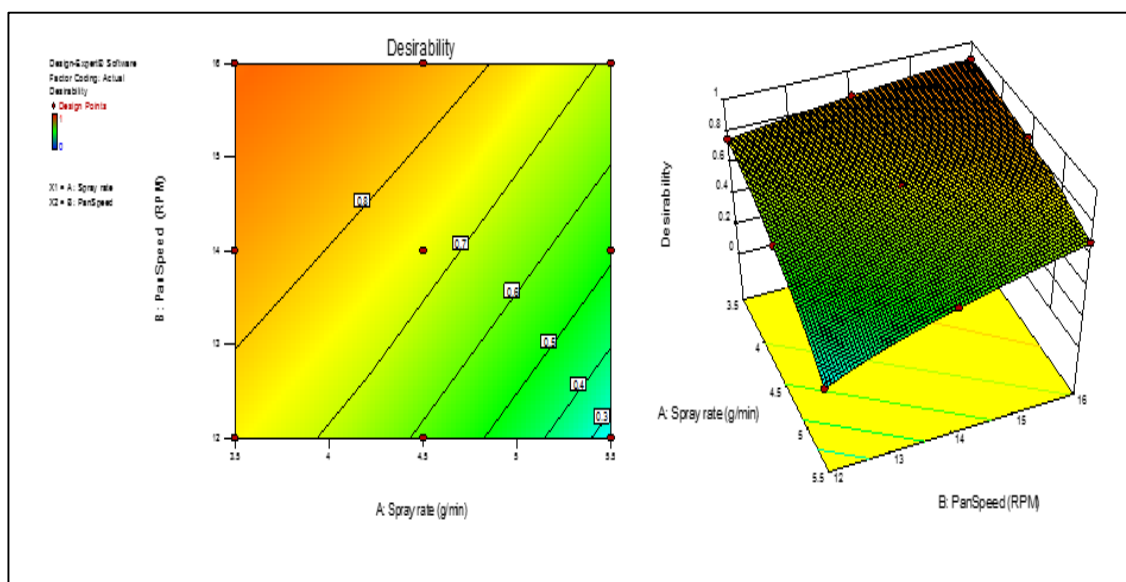 Design-Expert® Software
Factor Coding: Actual
Desirability
Design Points
1
0
X1 = A: Spray rate
X2 = B: PanSpeed
Desirability
16
15
14
13
12
3.5
4
4.5
5
5.5
0.8
0.7
0.6
0.5
0.4
0.3
B : PanSpeed (RPM)
A: Spray rate (g/min)
1
0.8
0.6
0.4
0.2
0
Desirability
3.5
4
4.5
5
5.5
A: Spray rate (g/min)
12
13
14
15
16
B: PanSpeed (RPM)